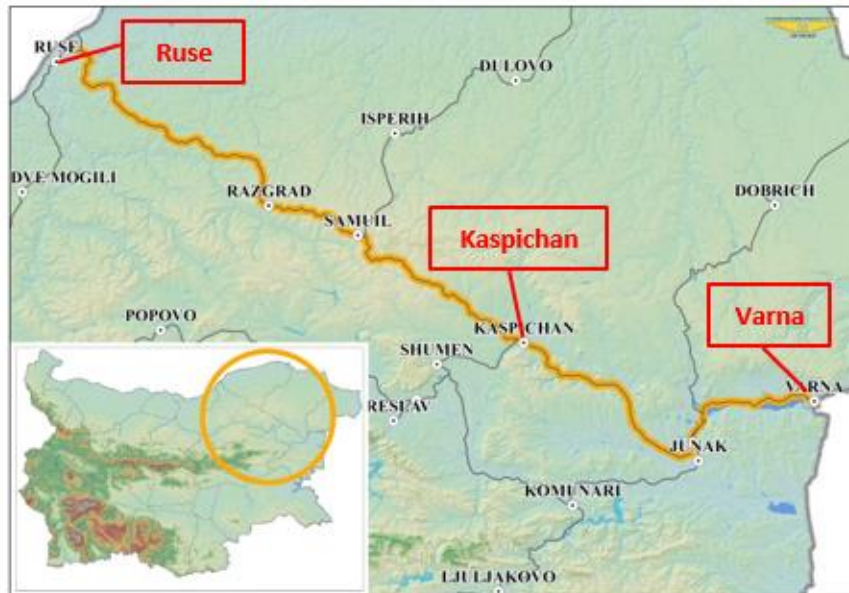 RUSE
Ruse
DULOVO
ISPERIH
DVE MOGILI
RAZGRAD
DOBRICH
SAMUIL
Kaspichan
Varna
POPOVO
KASPICHAN
SHUMEN
VARNA
RESLAV
JUNAK
KOMUNARI
LJULJAKOVO